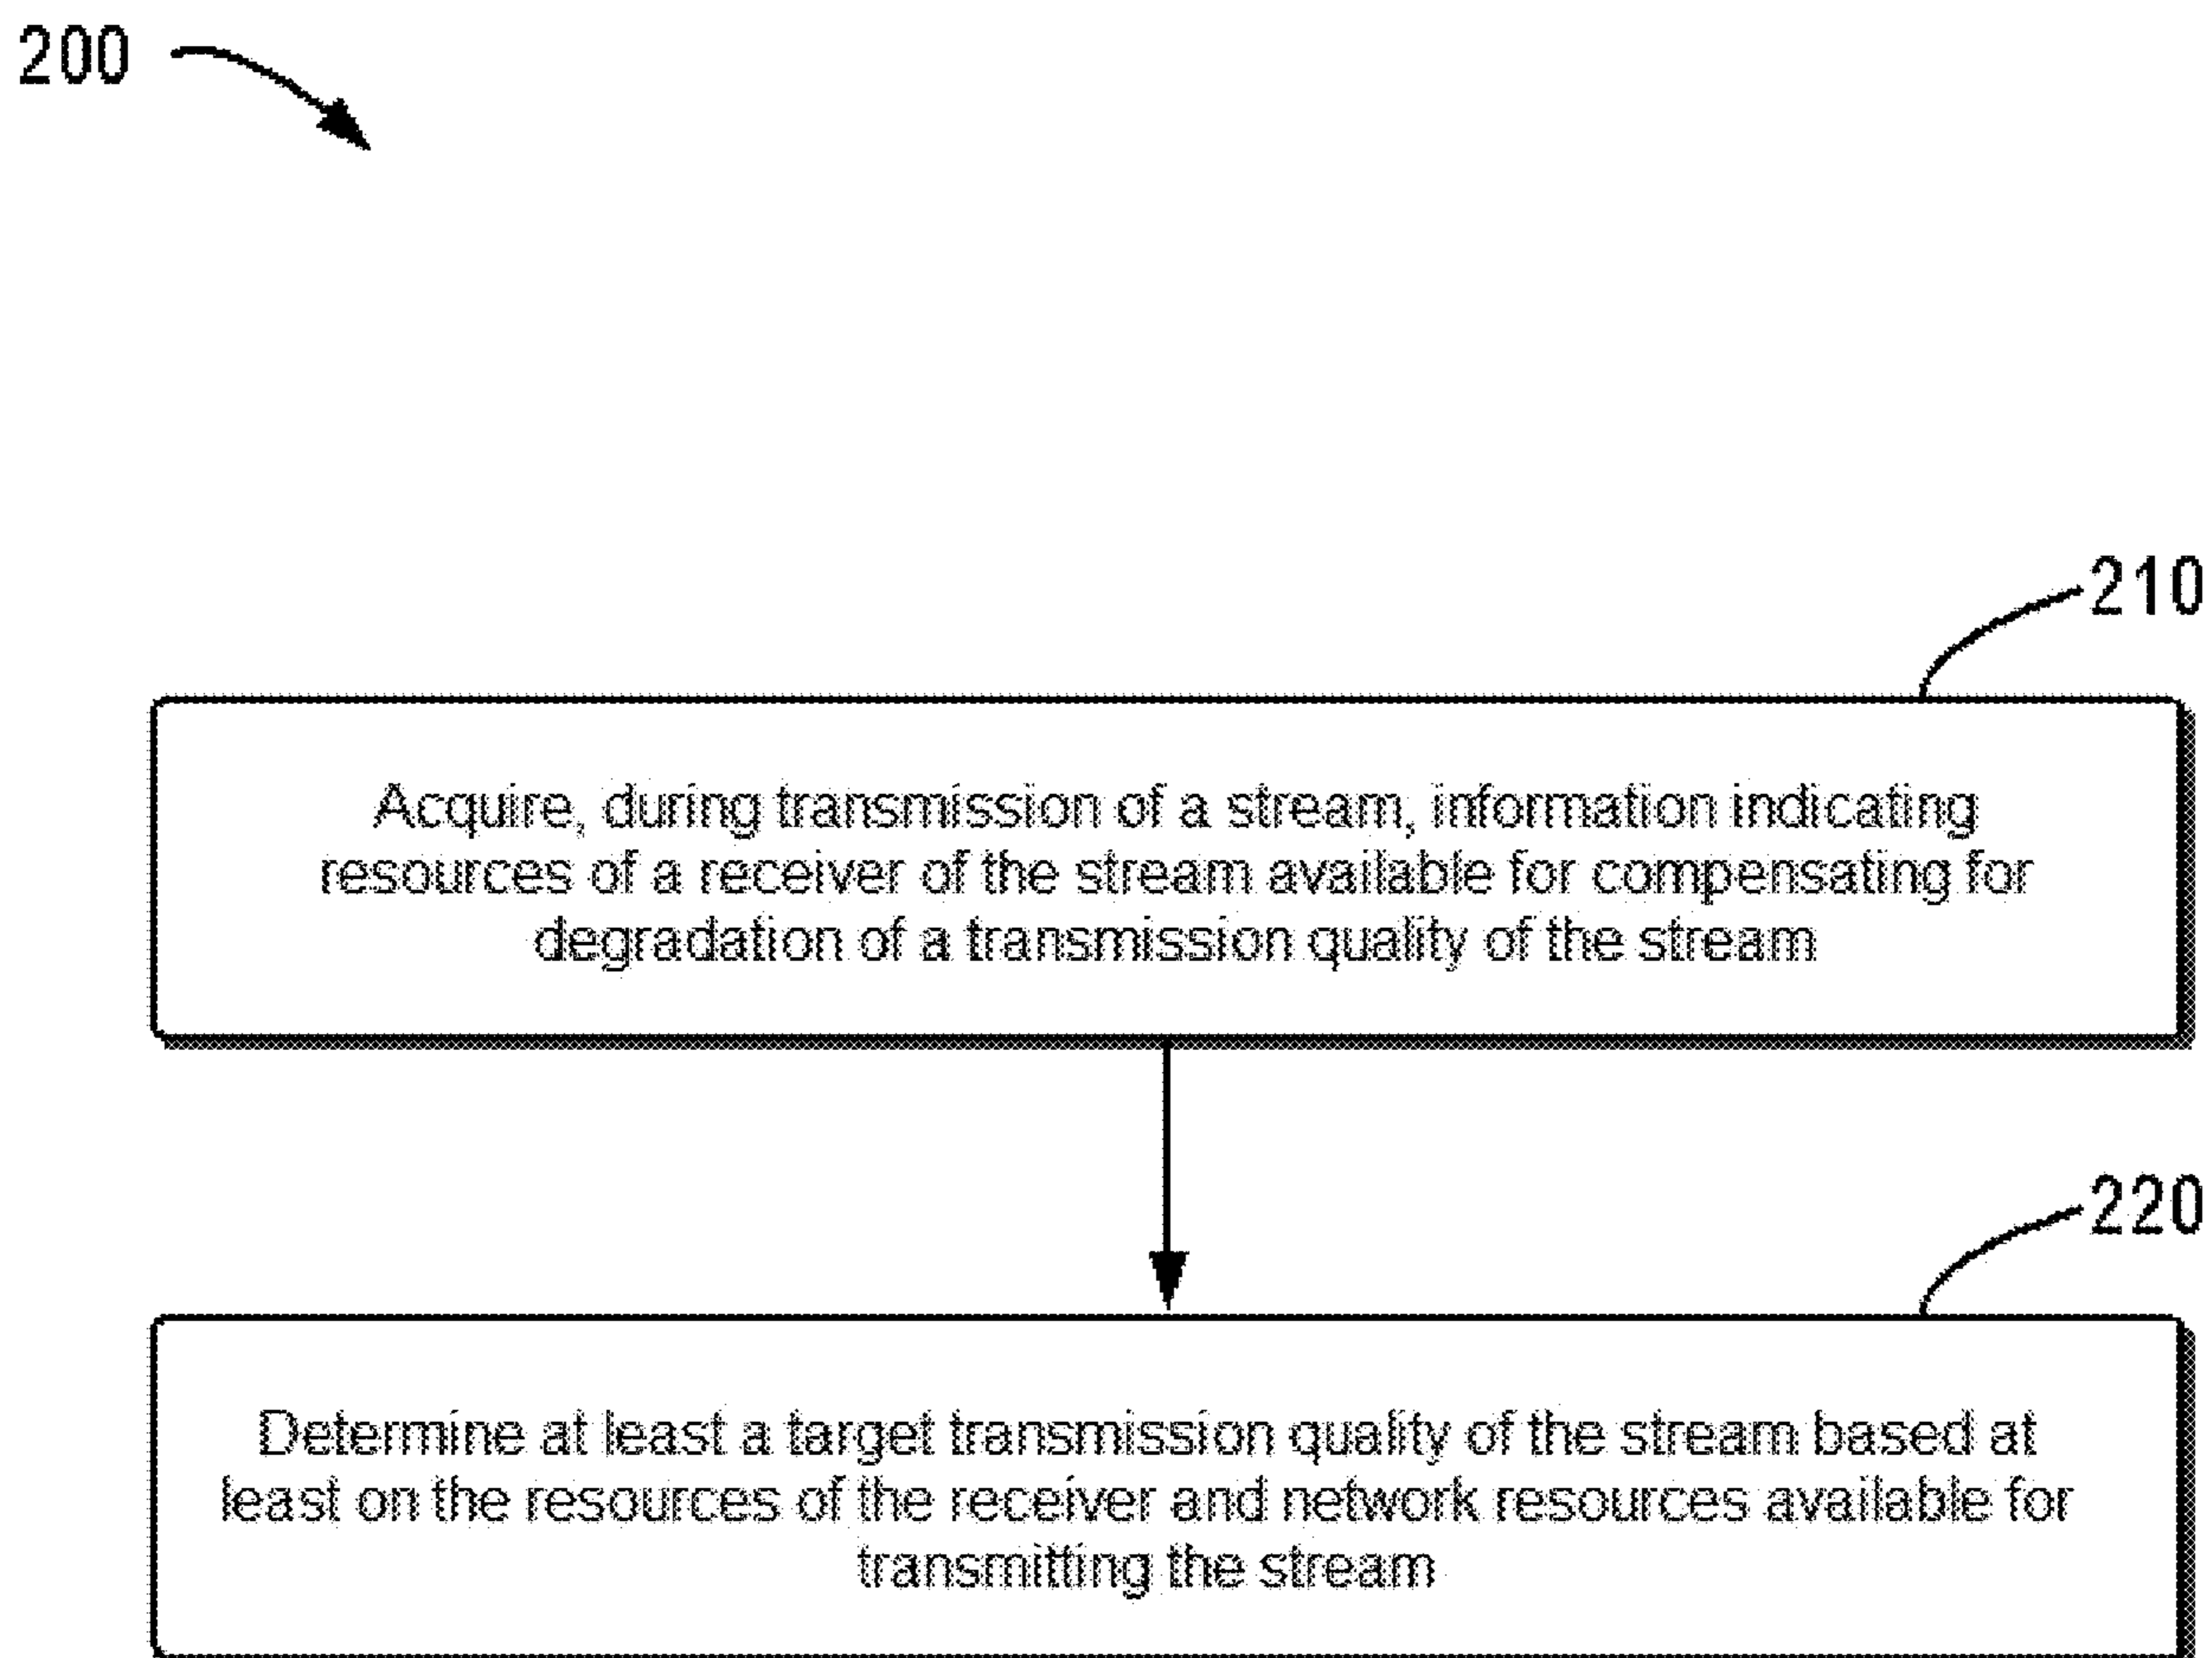 200
210
Acquire, during transmission of a stream, information indicating
resources of a receiver of the stream available for compensating for
degradation of a transmission quality of the stream
220
Determine at least a target transmission quality of the stream based at
least on the resources of the receiver and network resources available for
transmitting the stream